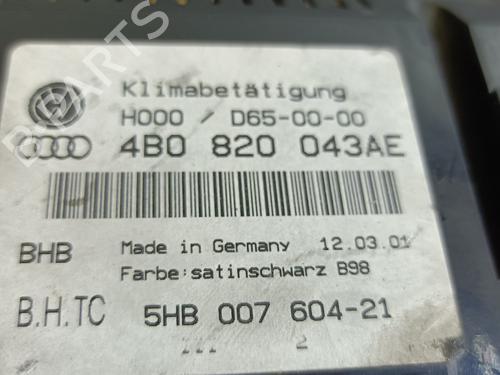 Klimabetätigung
H000 / D65-00-00
4B0 820 043AE
BHB
Made in Germany 12.03.01
Farbe:satinschwarz B98
B.H.TC 5HB 007 604-21
2